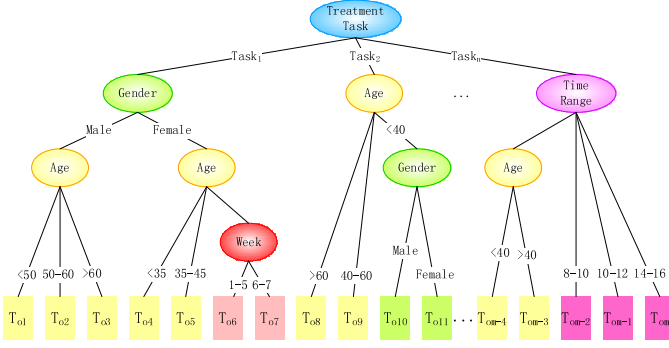 Treatment
Task
Task1 Task2 Taskn
Gender Age ... Time
Range
Male Female <40
Age Age Gender Age
Week
Male
<40 >40
<50 50-60 >60 <35 35-45 >60 40-60 Female 8-10 10-12 14-16
1-5 6-7
To1 To2 To3 To4 To5 To6 To7 To8 To9 To10 To11 ... Tom-4 Tom-3 Tom-2 Tom-1 Tom